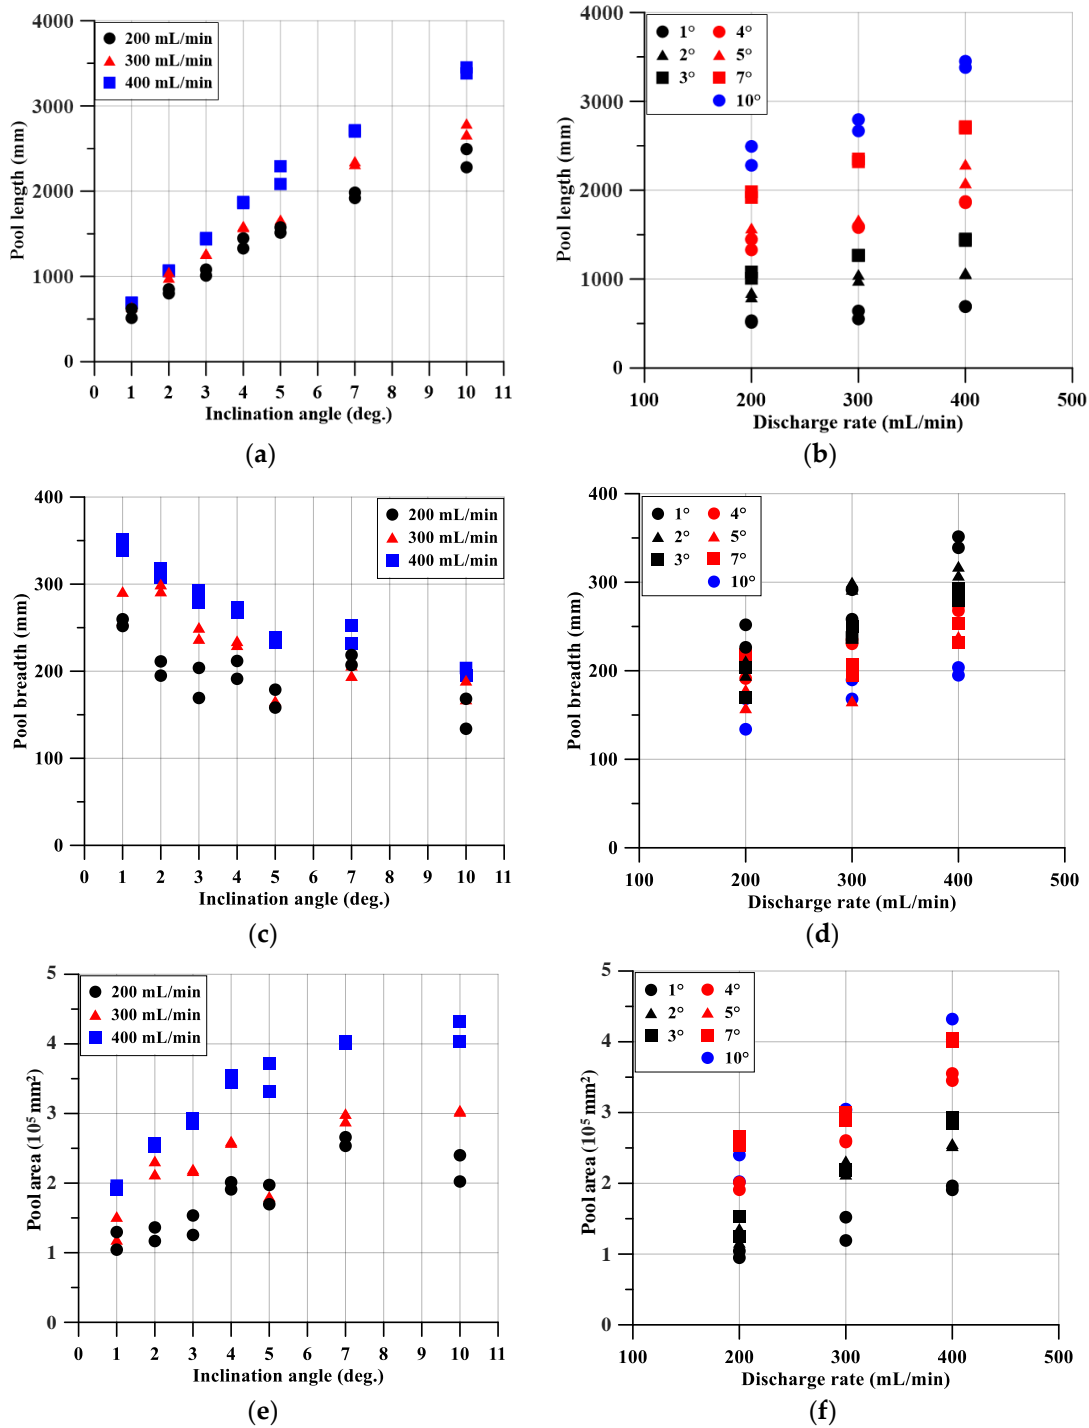 4000
3000
2000
1000
0
Pool length (mm)
200 mL/min
300 mL/min
400 mL/min
0 1 2 3 4 5 6 7 8 9 10 11
Inclination angle (deg.)
(a)
4000
3000
2000
1000
0
Pool length (mm)
1° 4°
2° 5°
3° 7°
10°
100 200 300 400 500
Discharge rate (mL/min)
(b)
400
300
200
100
0
Pool breadth (mm)
200 mL/min
300 mL/min
400 mL/min
0 1 2 3 4 5 6 7 8 9 10 11
Inclination angle (deg.)
(c)
400
300
200
100
0
Pool breadth (mm)
1° 4°
2° 5°
3° 7°
10°
100 200 300 400 500
Discharge rate (mL/min)
(d)
5
4
3
2
1
0
Pool area (10⁵ mm²)
200 mL/min
300 mL/min
400 mL/min
0 1 2 3 4 5 6 7 8 9 10 11
Inclination angle (deg.)
(e)
5
4
3
2
1
0
Pool area (10⁵ mm²)
1° 4°
2° 5°
3° 7°
10°
100 200 300 400 500
Discharge rate (mL/min)
(f)